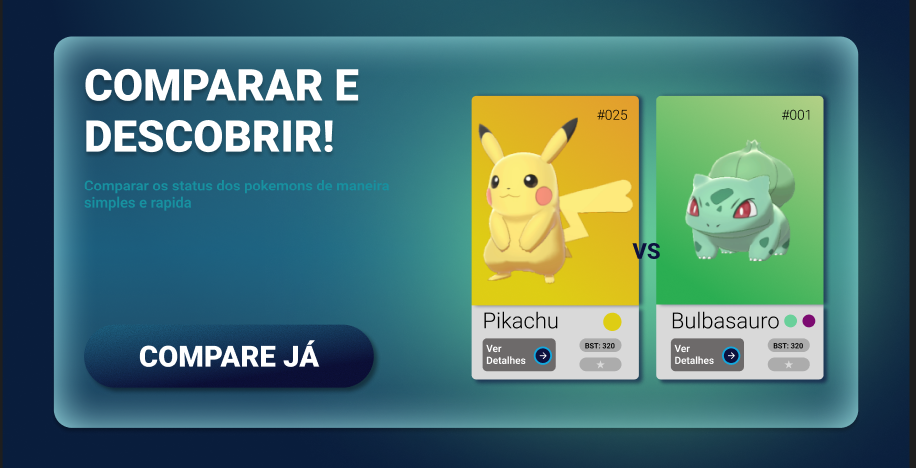 COMPARAR E
DESCOBRIR!
Comparar os status dos pokemons de maneira
simples e rapida
COMPARE JÁ
#025
Pikachu
Ver
Detalhes
BST: 320
VS
#001
Bulbasauro
Ver
Detalhes
BST: 320